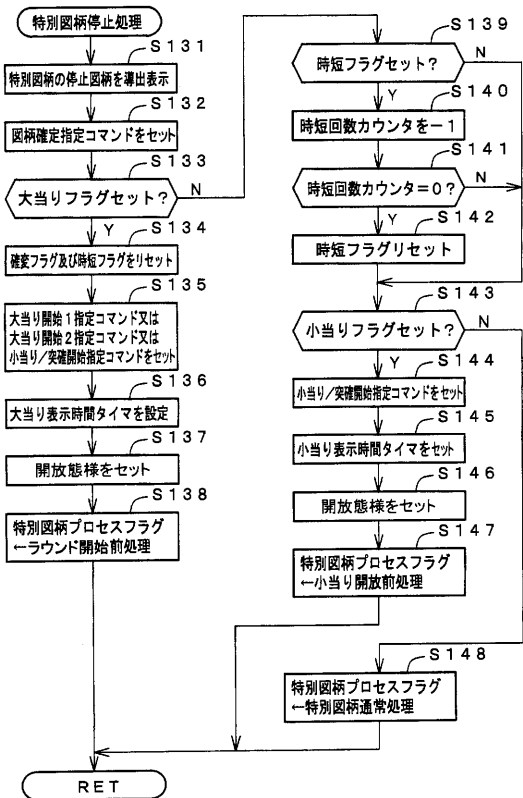 特別図柄停止処理
S131
特別図柄の停止図柄を導出表示
S132
図柄確定指定コマンドをセット
S133
大当りフラグセット？
N
Y
S134
確変フラグ及び時短フラグをリセット
S135
大当り開始1指定コマンド又は
大当り開始2指定コマンド又は
小当り／突確開始指定コマンドをセット
S136
大当り表示時間タイマを設定
S137
開放態様をセット
S138
特別図柄プロセスフラグ
←ラウンド開始前処理
S139
時短フラグセット？
N
Y
S140
時短回数カウンタを－1
S141
時短回数カウンタ＝0？
N
Y
S142
時短フラグリセット
S143
小当りフラグセット？
N
Y
S144
小当り／突確開始指定コマンドをセット
S145
小当り表示時間タイマをセット
S146
開放態様をセット
S147
特別図柄プロセスフラグ
←小当り開放前処理
S148
特別図柄プロセスフラグ
←特別図柄通常処理
RET